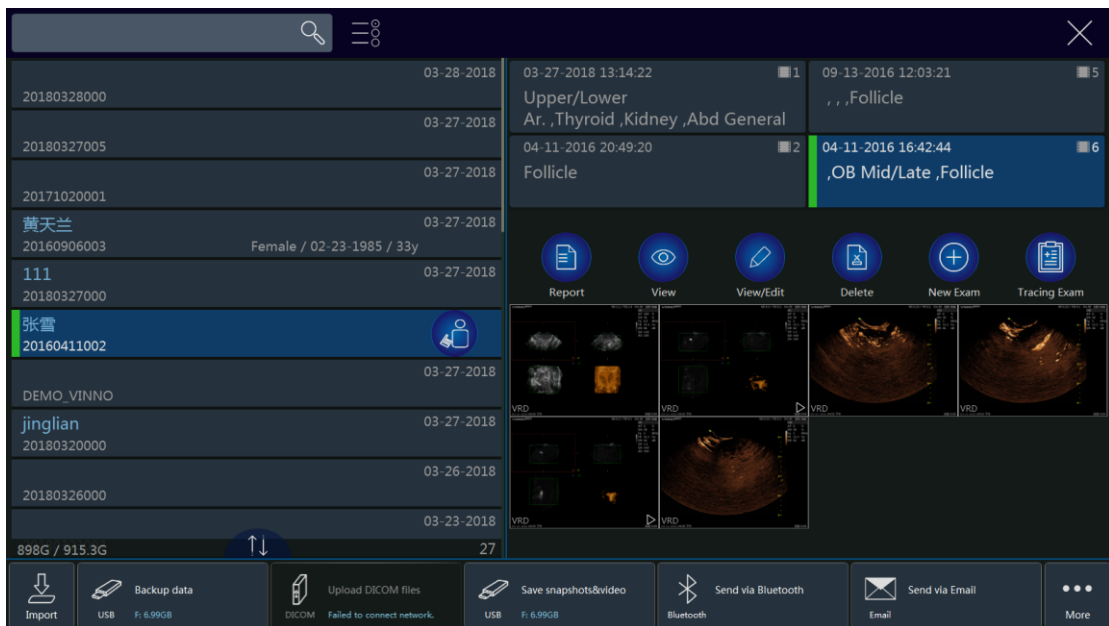 03-28-2018
20180328000
03-27-2018
20180327005
03-27-2018
20171020001
黄天兰 03-27-2018
20160906003 Female / 02-23-1985 / 33y
111 03-27-2018
20180327000
张雪
20160411002
03-27-2018
DEMO_VINNO
jinglian 03-27-2018
20180320000
03-26-2018
20180326000
03-23-2018
898G / 915.3G 27
03-27-2018 13:14:22 1
Upper/Lower
Ar. ,Thyroid ,Kidney ,Abd General
09-13-2016 12:03:21 5
, , ,Follicle
04-11-2016 20:49:20 2
Follicle
04-11-2016 16:42:44 6
,OB Mid/Late ,Follicle
Report View View/Edit Delete New Exam Tracing Exam
VRD VRD VRD VRD
VRD VRD
Import
Backup data
USB F: 6.99GB
Upload DICOM files
DICOM Failed to connect network.
Save snapshots&video
USB F: 6.99GB
Send via Bluetooth
Bluetooth
Send via Email
Email
More